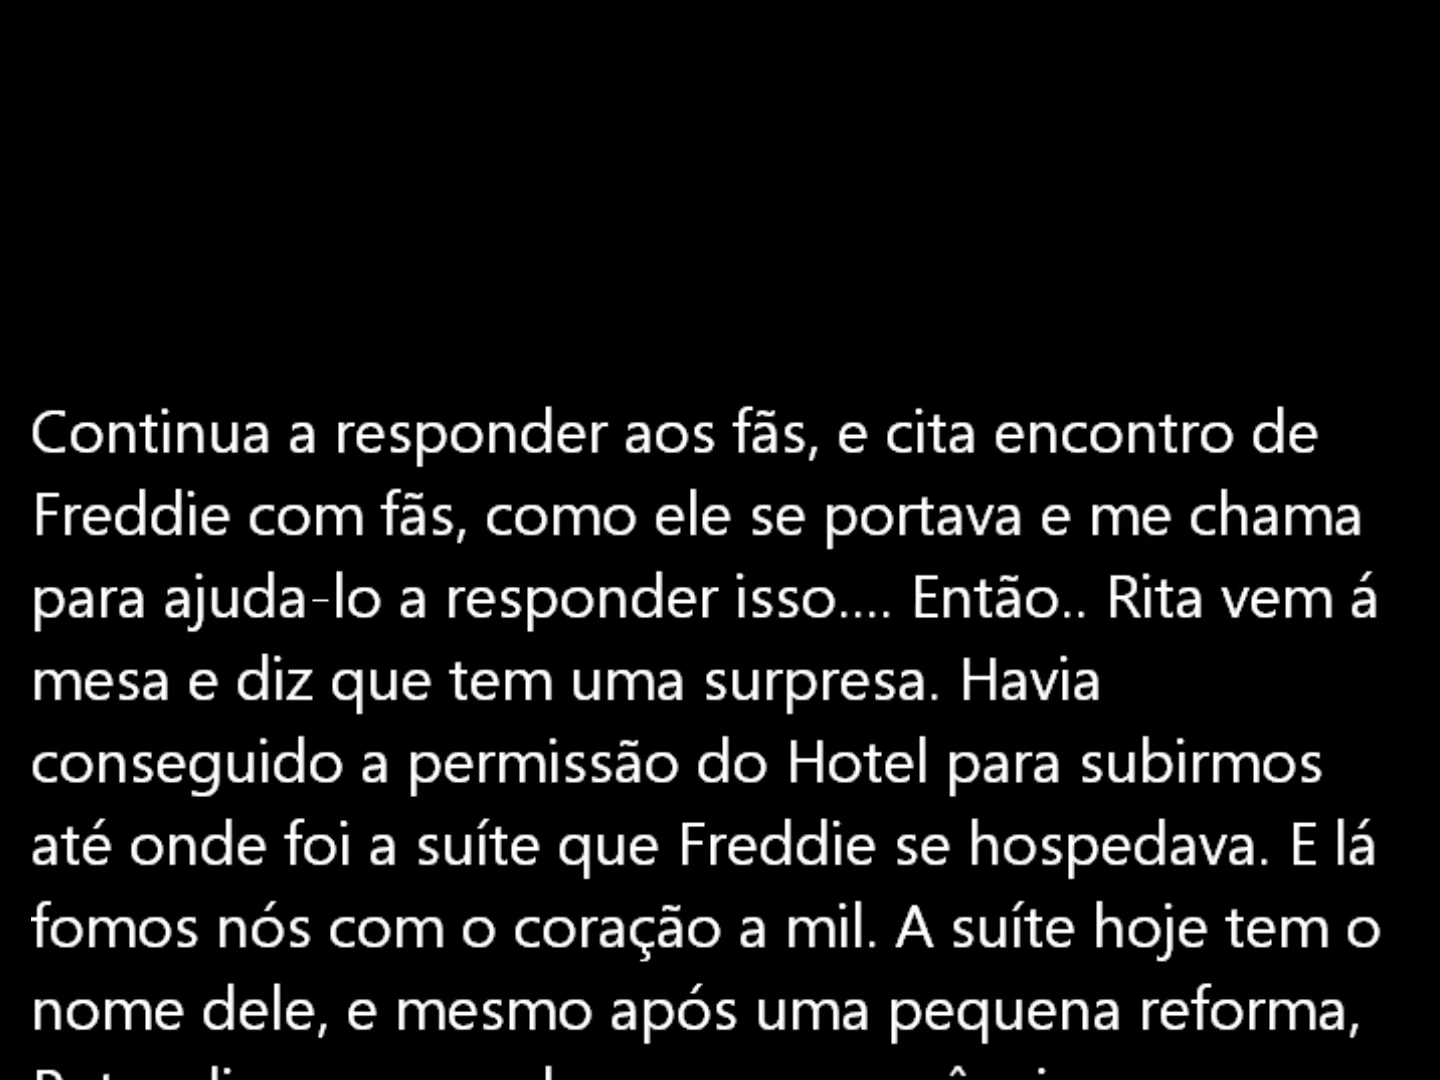 Continua a responder aos fãs, e cita encontro de
Freddie com fãs, como ele se portava e me chama
para ajuda-lo a responder isso.... Então.. Rita vem á
mesa e diz que tem uma surpresa. Havia
conseguido a permissão do Hotel para subirmos
até onde foi a suíte que Freddie se hospedava. E lá
fomos nós com o coração a mil. A suíte hoje tem o
nome dele, e mesmo após uma pequena reforma,